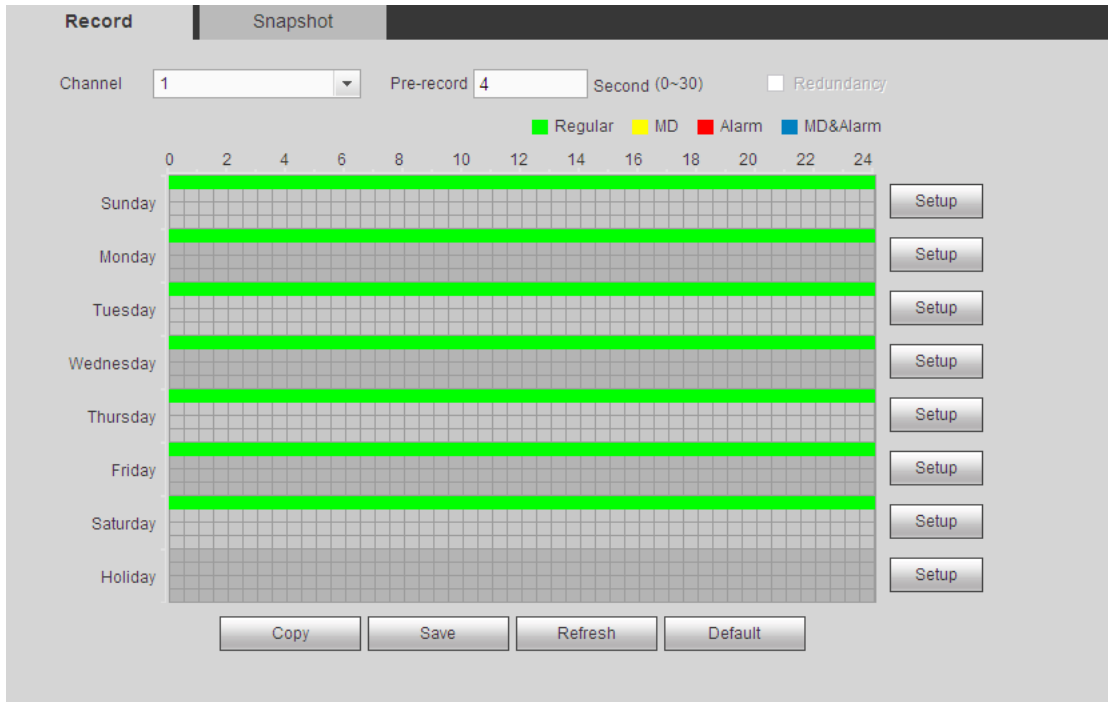 Record Snapshot
Channel 1 Pre-record 4 Second (0~30) Redundancy
Regular MD Alarm MD&Alarm
0 2 4 6 8 10 12 14 16 18 20 22 24
Sunday Setup
Monday Setup
Tuesday Setup
Wednesday Setup
Thursday Setup
Friday Setup
Saturday Setup
Holiday Setup
Copy Save Refresh Default